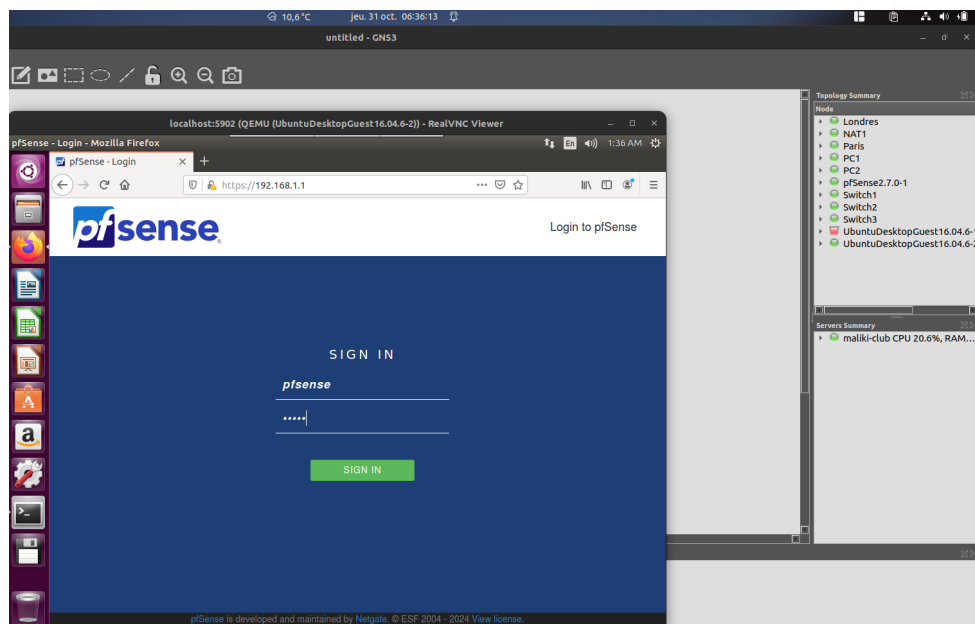 10,6°C jeu. 31 oct. 06:36:13
untitled - GNS3
Topology Summary
Node
Londres
NAT1
Paris
PC1
PC2
pfSense2.7.0-1
Switch1
Switch2
Switch3
UbuntuDesktopGuest16.04.6-1
UbuntuDesktopGuest16.04.6-2
Servers Summary
maliki-club CPU 20.6%, RAM...
localhost:5902 (QEMU (UbuntuDesktopGuest16.04.6-2)) - RealVNC Viewer
pfSense - Login - Mozilla Firefox
En 1:36 AM
pf pfSense - Login
https://192.168.1.1
pfsense
Login to pfSense
SIGN IN
pfsense
•••••
SIGN IN
pfSense is developed and maintained by Netgate. © ESF 2004 - 2024 View license.